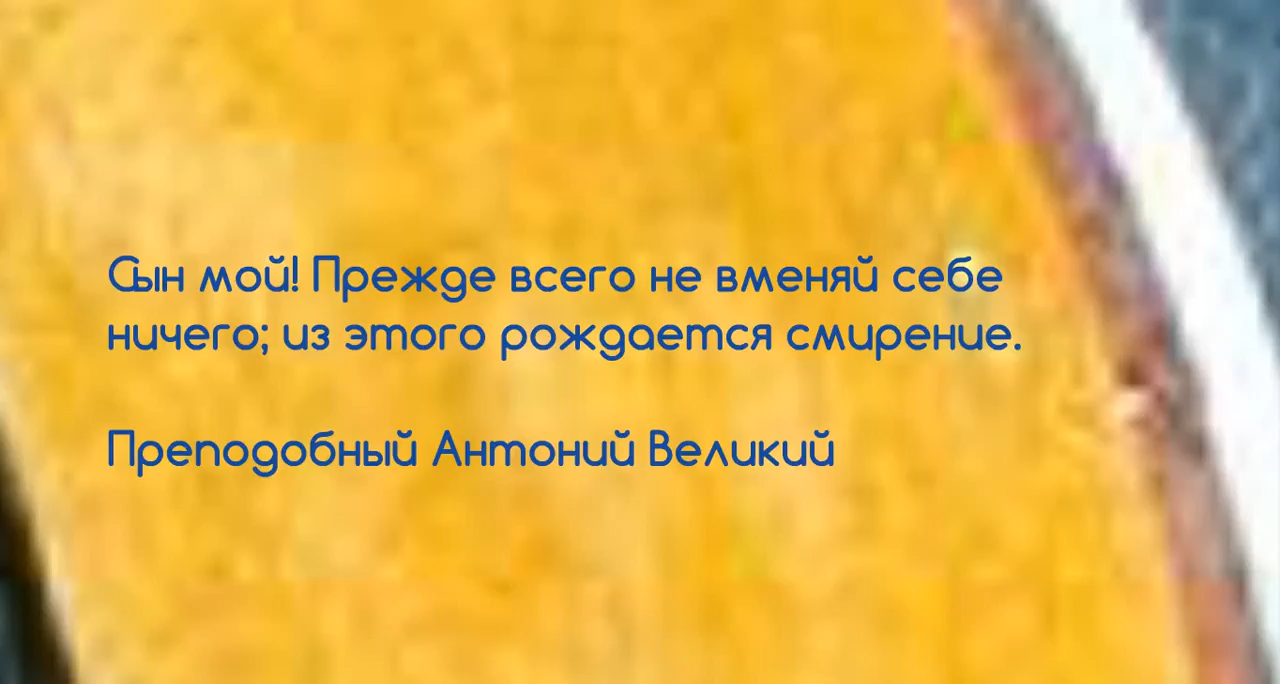 Сын мой! Прежде всего не вменяй себе
ничего; из этого рождается смирение.
Преподобный Антоний Великий